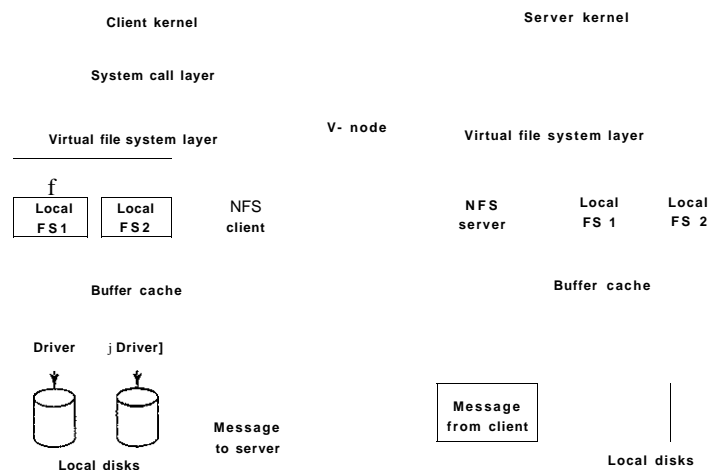 Client kernel
Server kernel
System call layer
V- node
Virtual file system layer
Virtual file system layer
f
Local
FS1
Local
FS2
NFS
client
NFS
server
Local
FS 1
Local
FS 2
Buffer cache
Buffer cache
Driver
j Driver]
Message
to server
Message
from client
Local disks
Local disks